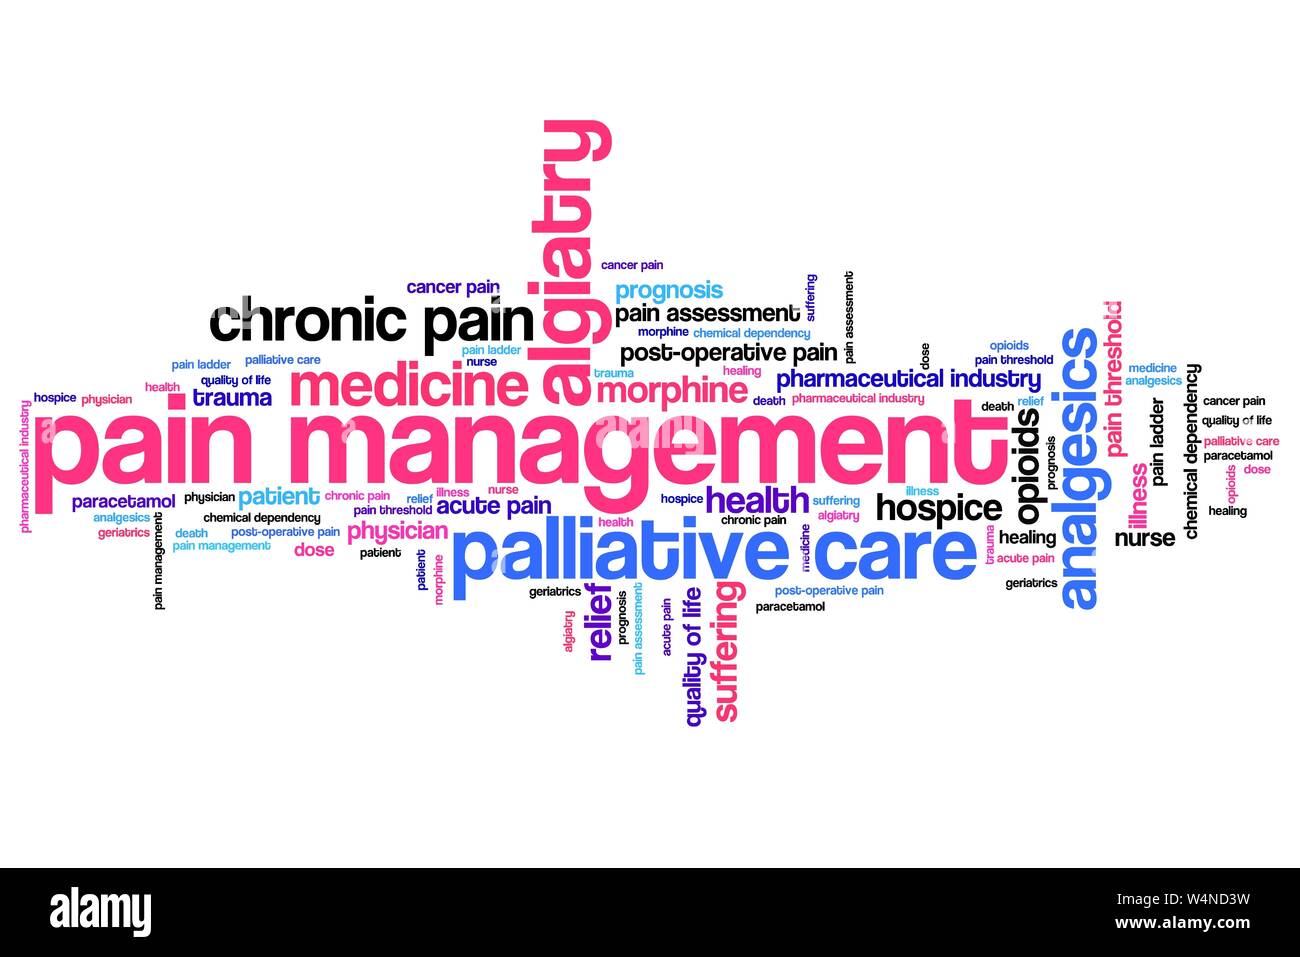 algiatry
cancer pain
cancer pain
prognosis
suffering
pain assessment
chronic pain
pain assessment
morphine
chemical dependency
pain ladder
post-operative pain
dose
opioids
pain threshold
pain threshold
analgesics
pain ladder
palliative care
nurse
trauma
healing
pharmaceutical industry
medicine
analgesics
chemical dependency
health
quality of life
trauma
medicine
morphine
death
pharmaceutical industry
death
relief
hospice
physician
pharmaceutical industry
pain management
opioids
prognosis
pain ladder
illness
cancer pain
quality of life
palliative care
paracetamol
opioids
dose
healing
paracetamol
physician
patient
chronic pain
relief
illness
nurse
acute pain
pain threshold
hospice
health
suffering
illness
hospice
analgesics
chemical dependency
geriatrics
death
post-operative pain
physician
health
chronic pain
algiatry
pain management
pain management
dose
patient
palliative care
medicine
trauma
healing
acute pain
nurse
patient
morphine
geriatrics
geriatrics
post-operative pain
paracetamol
algiatry
relief
prognosis
pain assessment
acute pain
quality of life
suffering
alamy
Image ID: W4ND3W
www.alamy.com